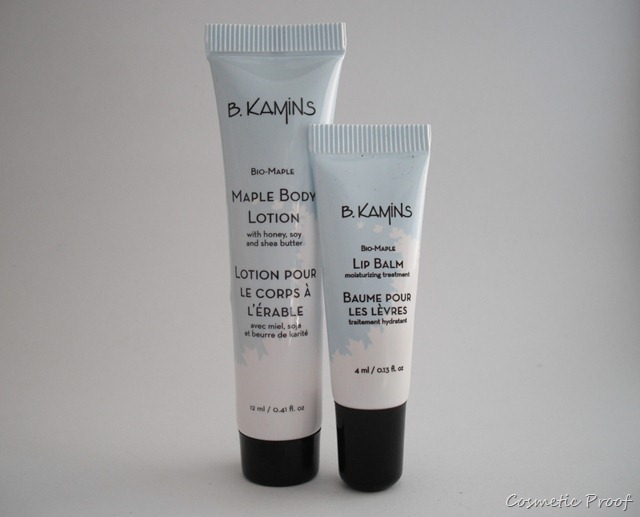 B. KAMINS
BIO-MAPLE
MAPLE BODY
LOTION
with honey, soy
and shea butter
LOTION POUR
LE CORPS À
L'ÉRABLE
avec miel, soja
et beurre de karité
12 ml / 0.41 fl. oz
B. KAMINS
BIO-MAPLE
LIP BALM
moisturizing treatment
BAUME POUR
LES LÈVRES
traitement hydratant
4 ml / 0.13 fl. oz
Cosmetic Proof